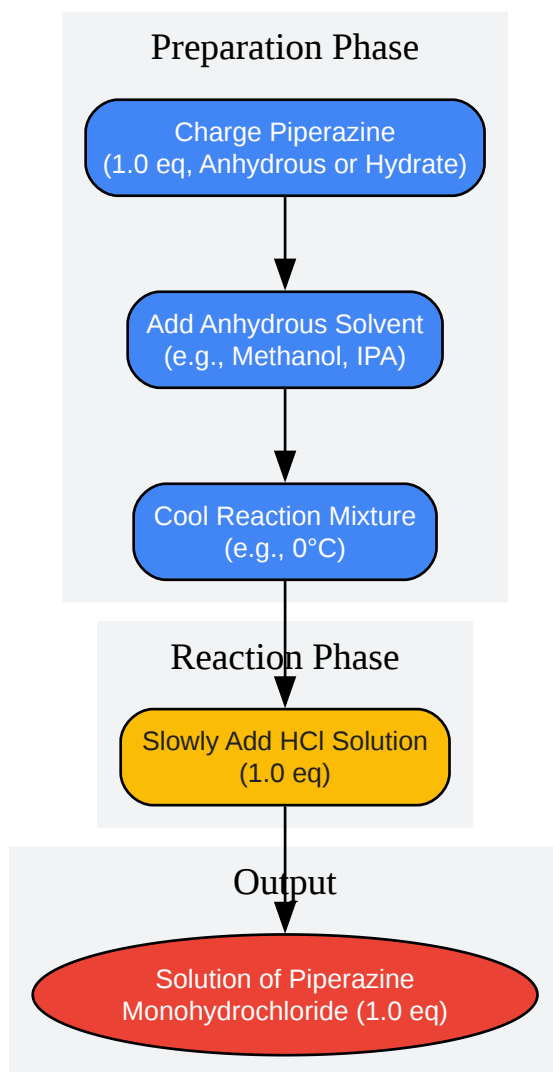 Preparation Phase
Charge Piperazine
(1.0 eq, Anhydrous or Hydrate)
Add Anhydrous Solvent
(e.g., Methanol, IPA)
Cool Reaction Mixture
(e.g., 0°C)
Reaction Phase
Slowly Add HCl Solution
(1.0 eq)
Output
Solution of Piperazine
Monohydrochloride (1.0 eq)